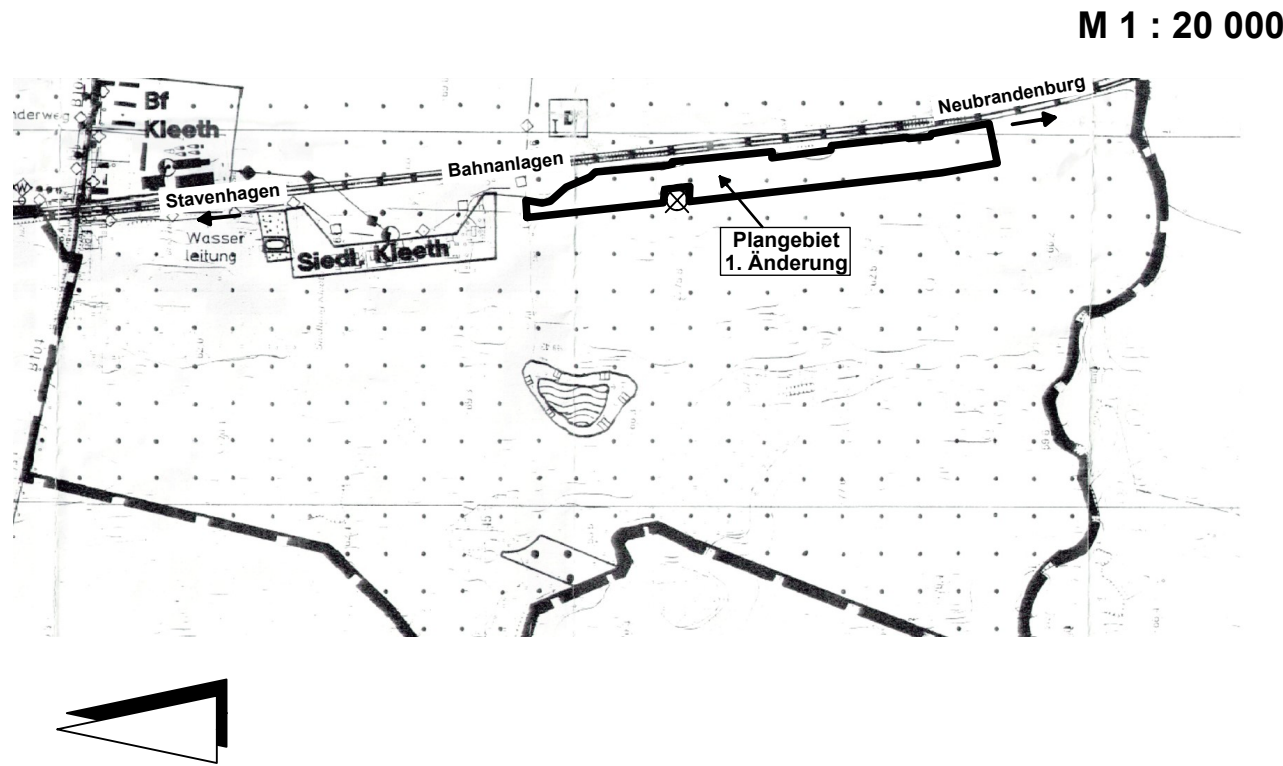 M 1 : 20 000
Neubrandenburg
Bf
Kleeth
Bahnanlagen
Stavenhagen
Wasser
leitung
Siedl. Kleeth
Plangebiet
1. Änderung